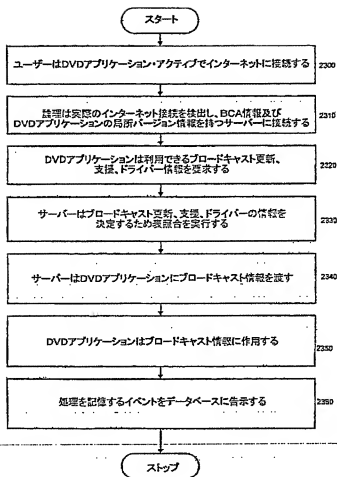 スタート
ユーザーはDVDアプリケーション・アクティブでインターネットに接続する
2300
論理は実際のインターネット接続を検出し、BCA情報及び
DVDアプリケーションの局所バージョン情報を持つサーバーに接続する
2310
DVDアプリケーションは利用できるブロードキャスト更新、
支援、ドライバー情報を要求する
2320
サーバーはブロードキャスト更新、支援、ドライバーの情報を
決定するため表照合を実行する
2330
サーバーはDVDアプリケーションにブロードキャスト情報を渡す
2340
DVDアプリケーションはブロードキャスト情報に作用する
2350
処理を記憶するイベントをデータベースに告示する
2350
ストップ